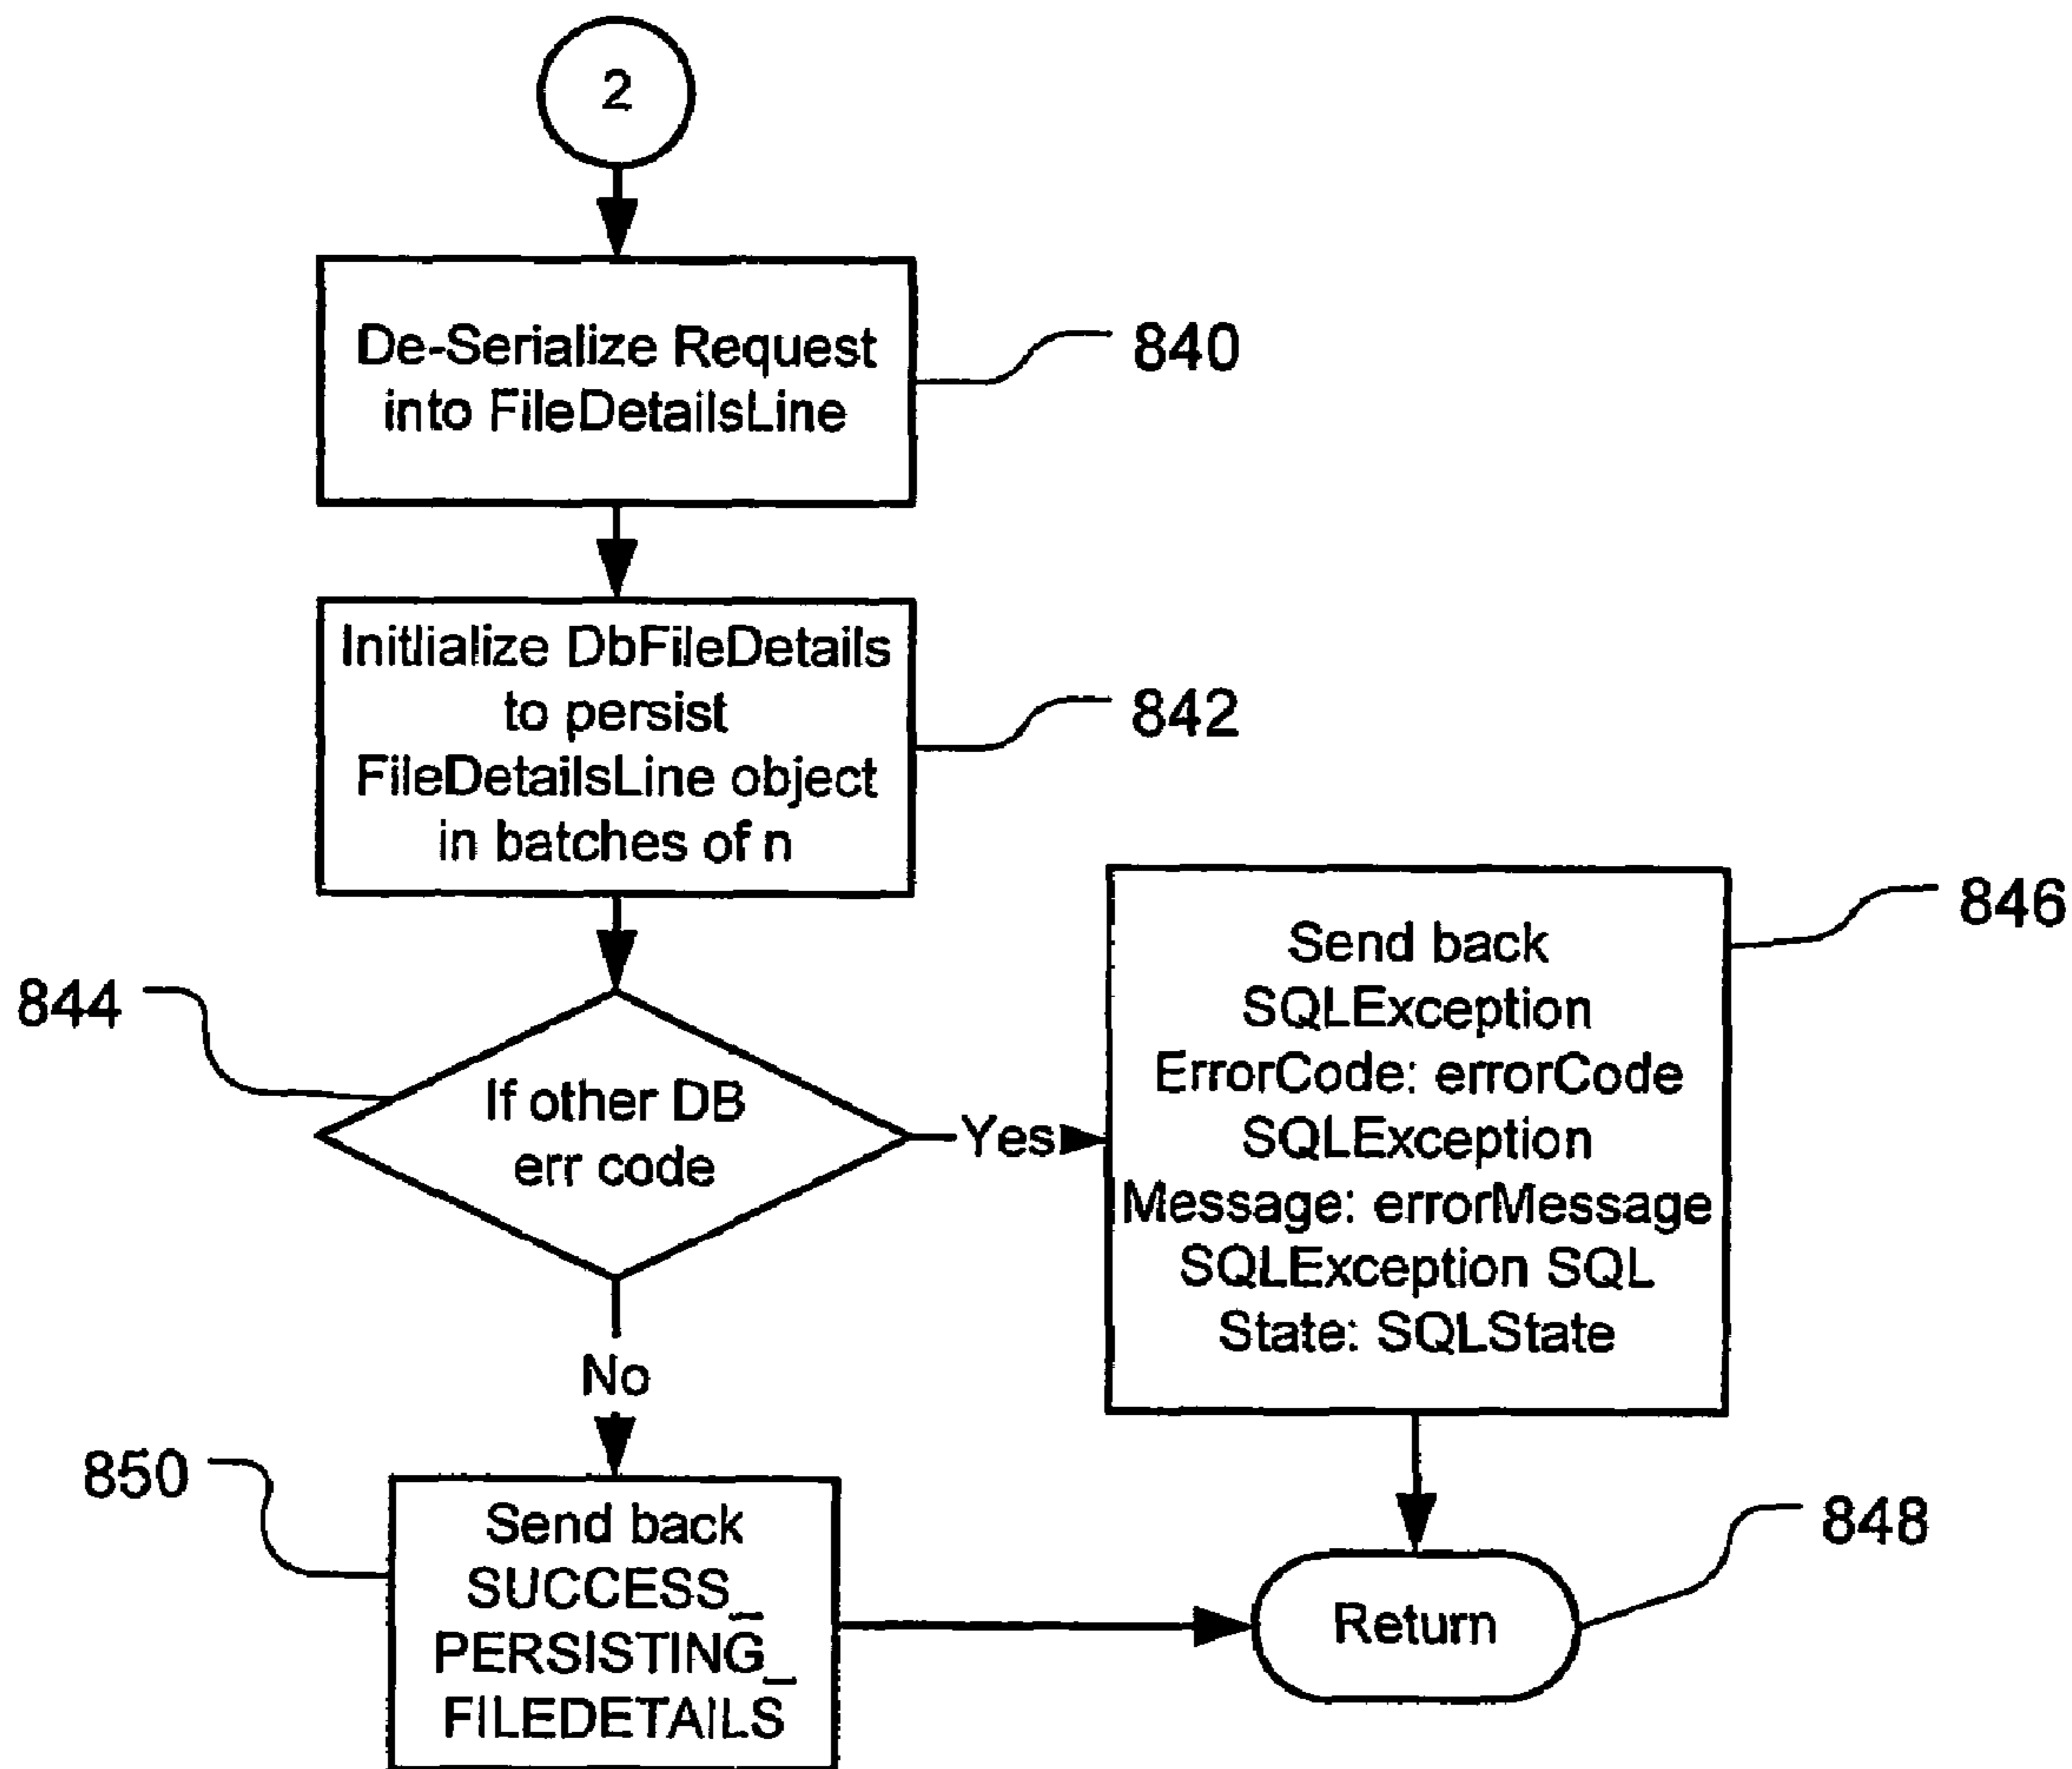 2
De-Serialize Request
into FileDetailsLine
840
Initlialize DbFileDetails
to persist
FileDetailsLine object
in batches of n
842
844
If other DB
err code
Yes
No
Send back
SQLException
ErrorCode: errorCode
SQLException
Message: errorMessage
SQLException SQL
State: SQLState
846
850
Send back
SUCCESS_
PERSISTING_
FILEDETAILS
Return
848